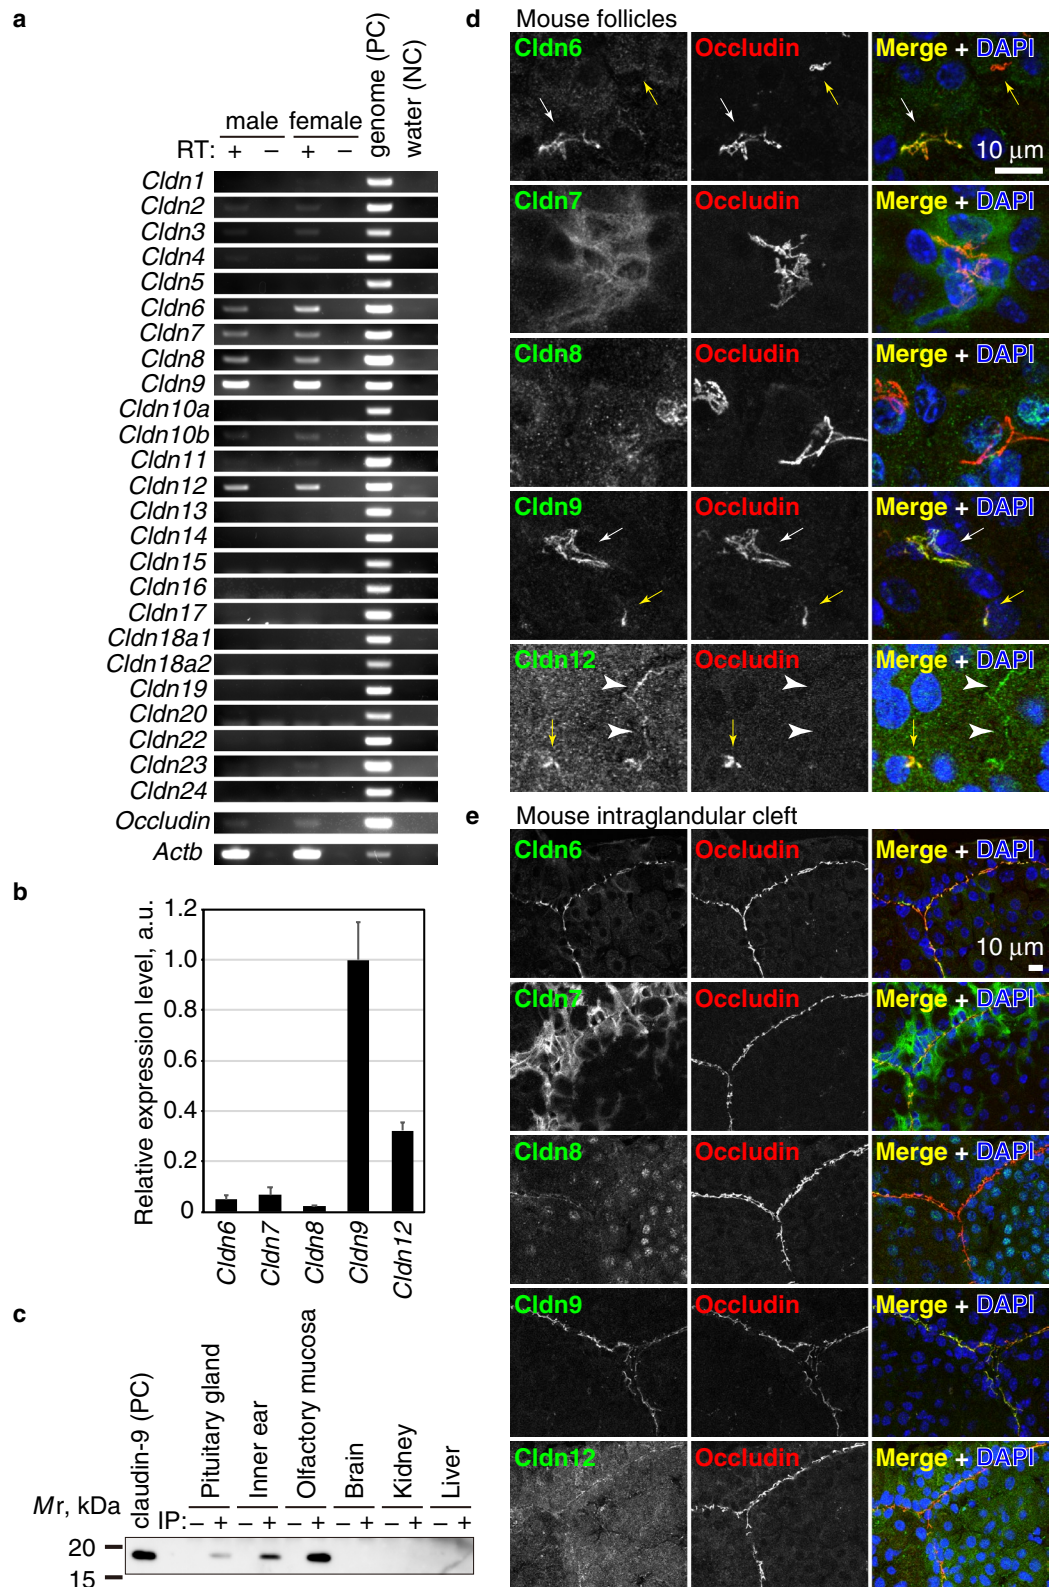 a
male female genome (PC) water (NC)
RT: + – + –
Cldn1
Cldn2
Cldn3
Cldn4
Cldn5
Cldn6
Cldn7
Cldn8
Cldn9
Cldn10a
Cldn10b
Cldn11
Cldn12
Cldn13
Cldn14
Cldn15
Cldn16
Cldn17
Cldn18a1
Cldn18a2
Cldn19
Cldn20
Cldn22
Cldn23
Cldn24
Occludin
Actb
b
Relative expression level, a.u.
1.2
1.0
0.8
0.6
0.4
0.2
0
Cldn6 Cldn7 Cldn8 Cldn9 Cldn12
c
claudin-9 (PC) Pituitary gland Inner ear Olfactory mucosa Brain Kidney Liver
Mr, kDa IP: – + – + – + – + – + – +
20
15
d Mouse follicles
Cldn6 Occludin Merge + DAPI
10 µm
Cldn7 Occludin Merge + DAPI
Cldn8 Occludin Merge + DAPI
Cldn9 Occludin Merge + DAPI
Cldn12 Occludin Merge + DAPI
e Mouse intraglandular cleft
Cldn6 Occludin Merge + DAPI
10 µm
Cldn7 Occludin Merge + DAPI
Cldn8 Occludin Merge + DAPI
Cldn9 Occludin Merge + DAPI
Cldn12 Occludin Merge + DAPI